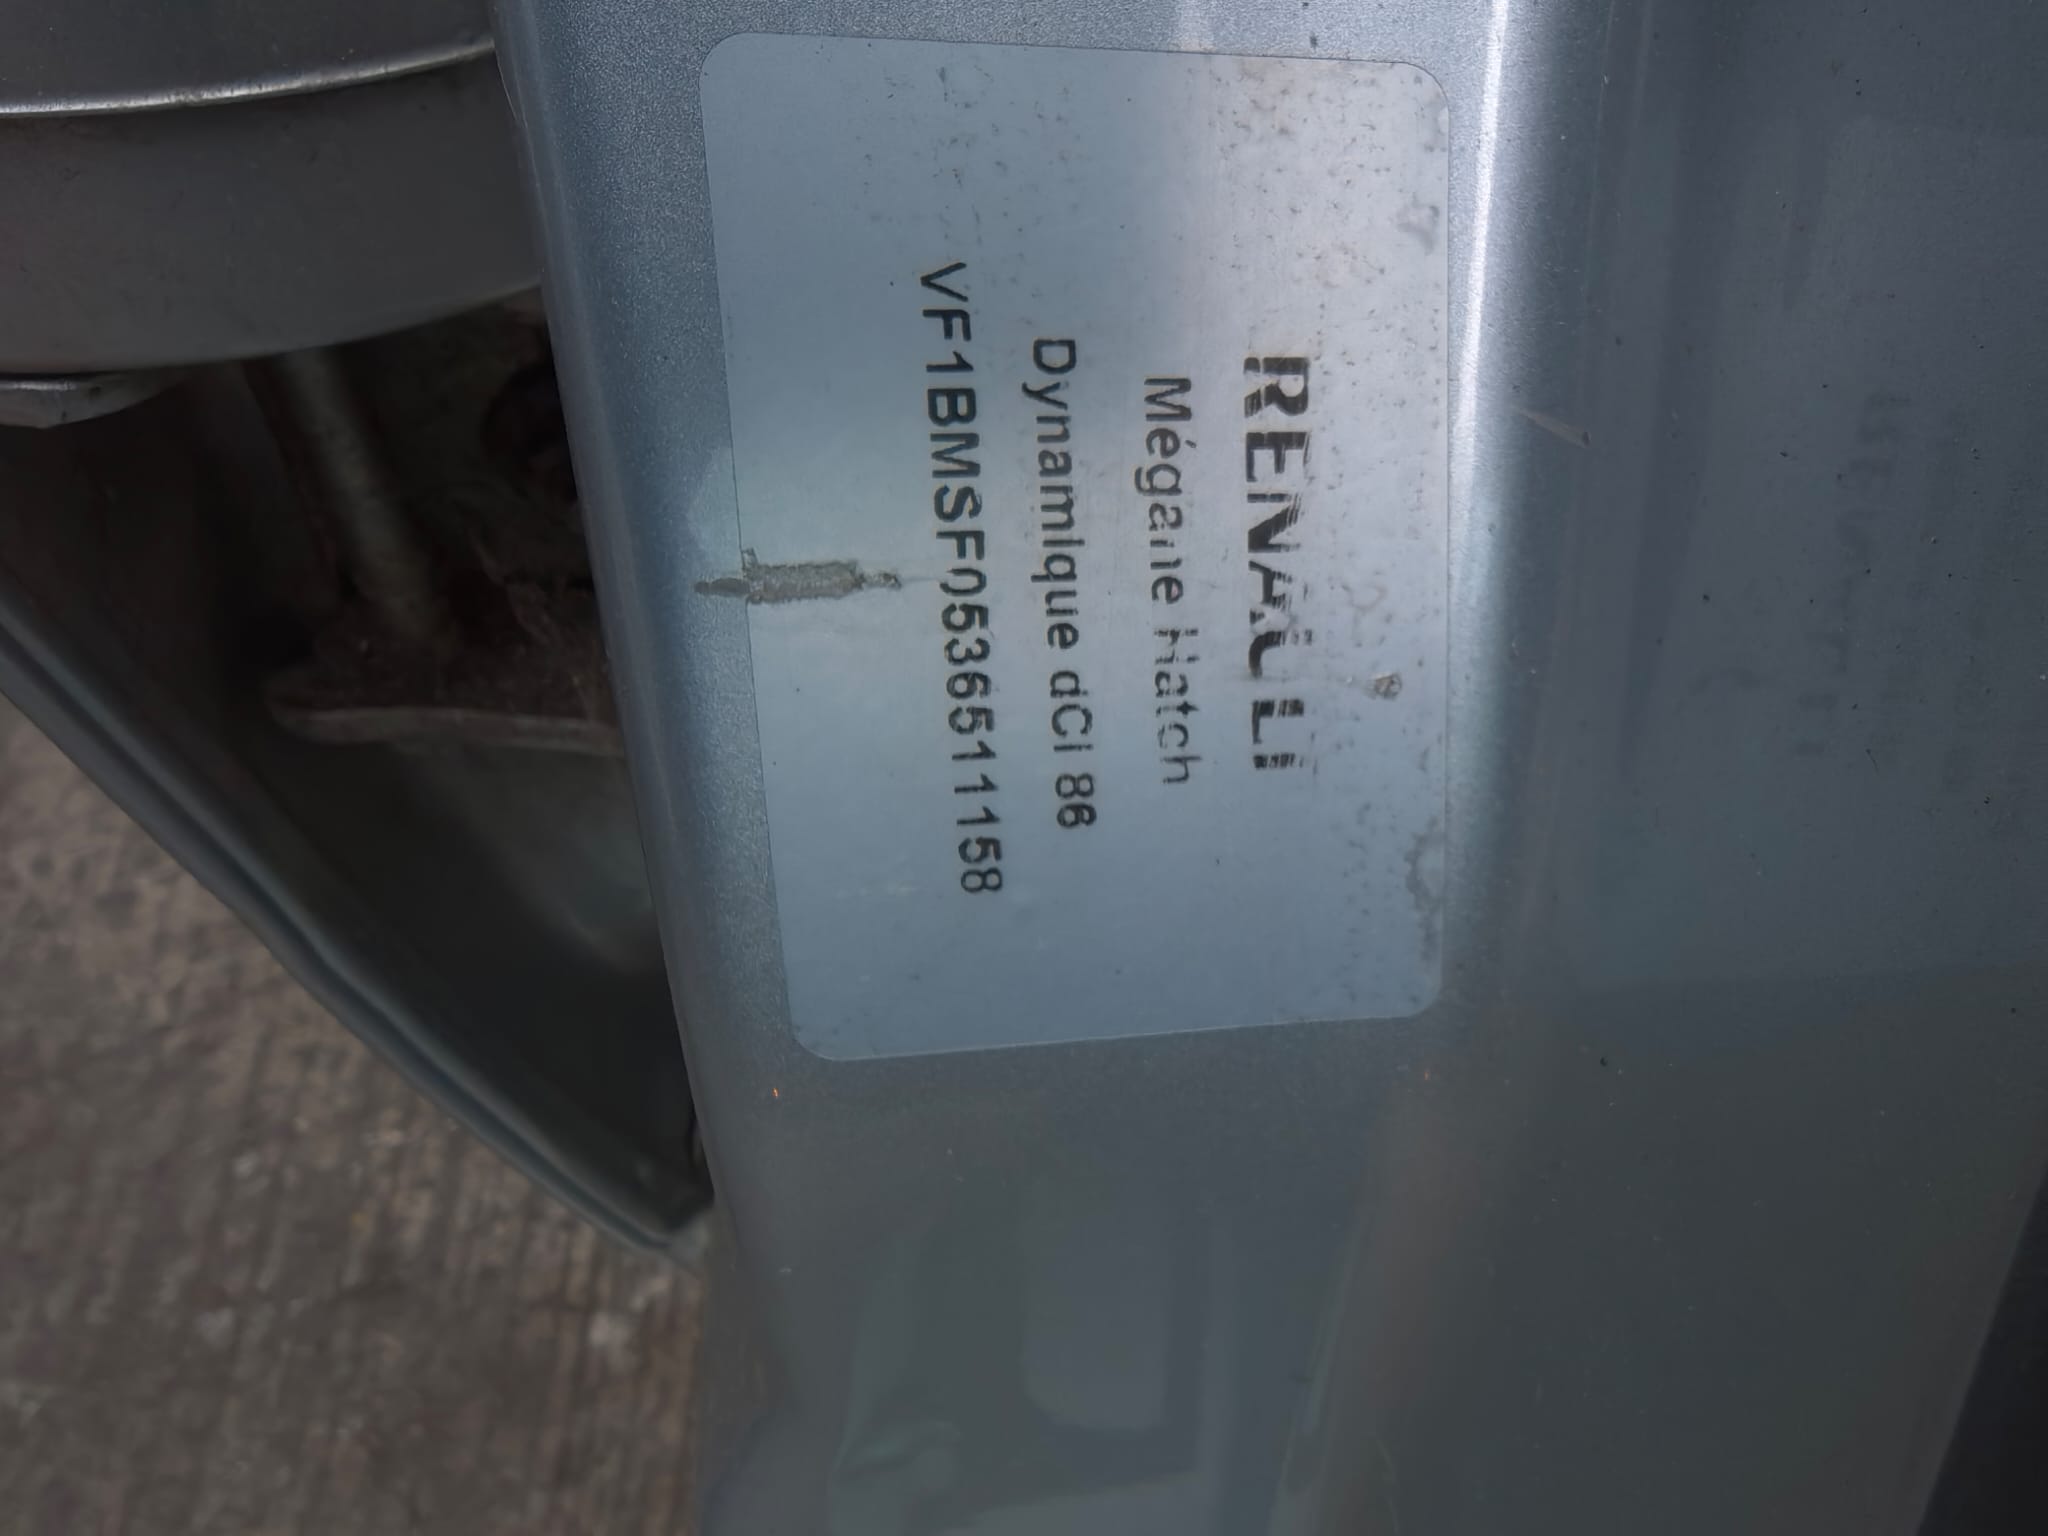 RENAULT
Mégane Hatch
Dynamique dCi 86
VF1BMSF0536511158